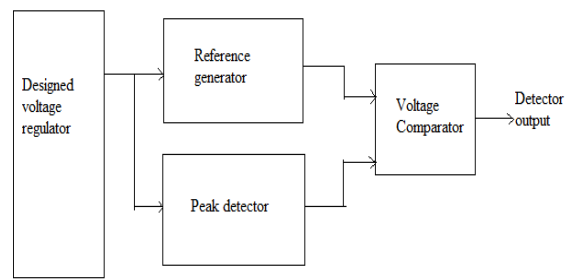 Designed
voltage
regulator
Reference
generator
Peak detector
Voltage
Comparator
Detector
output